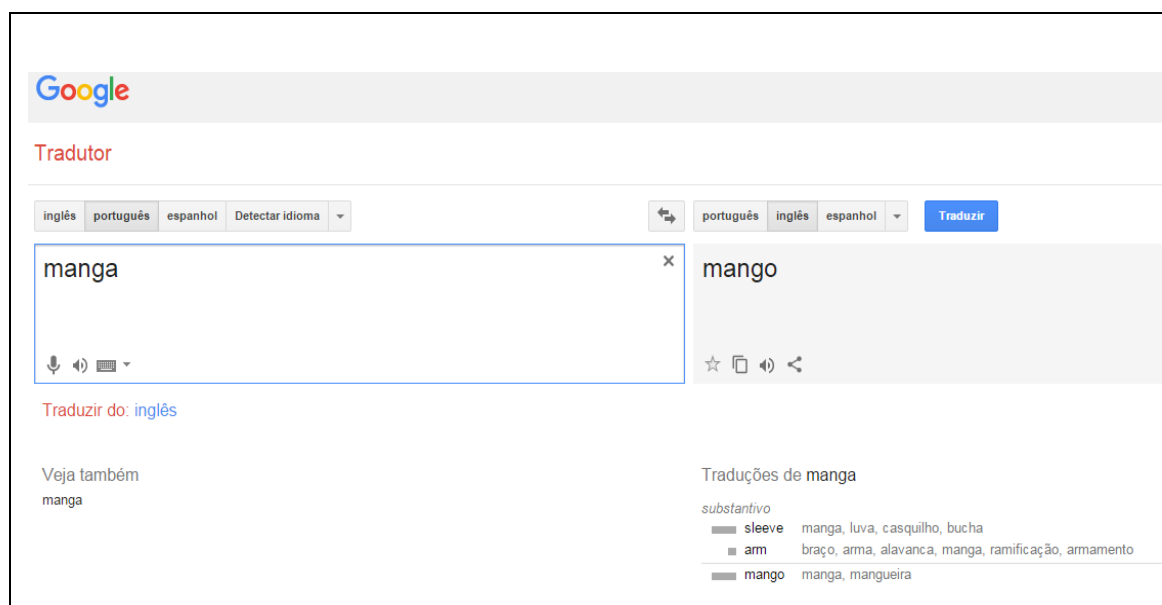 Google
Tradutor
inglês português espanhol Detectar idioma português inglês espanhol Traduzir
manga mango
Traduzir do: inglês
Veja também Traduções de manga
manga
substantivo
sleeve manga, luva, casquilho, bucha
arm braço, arma, alavanca, manga, ramificação, armamento
mango manga, mangueira